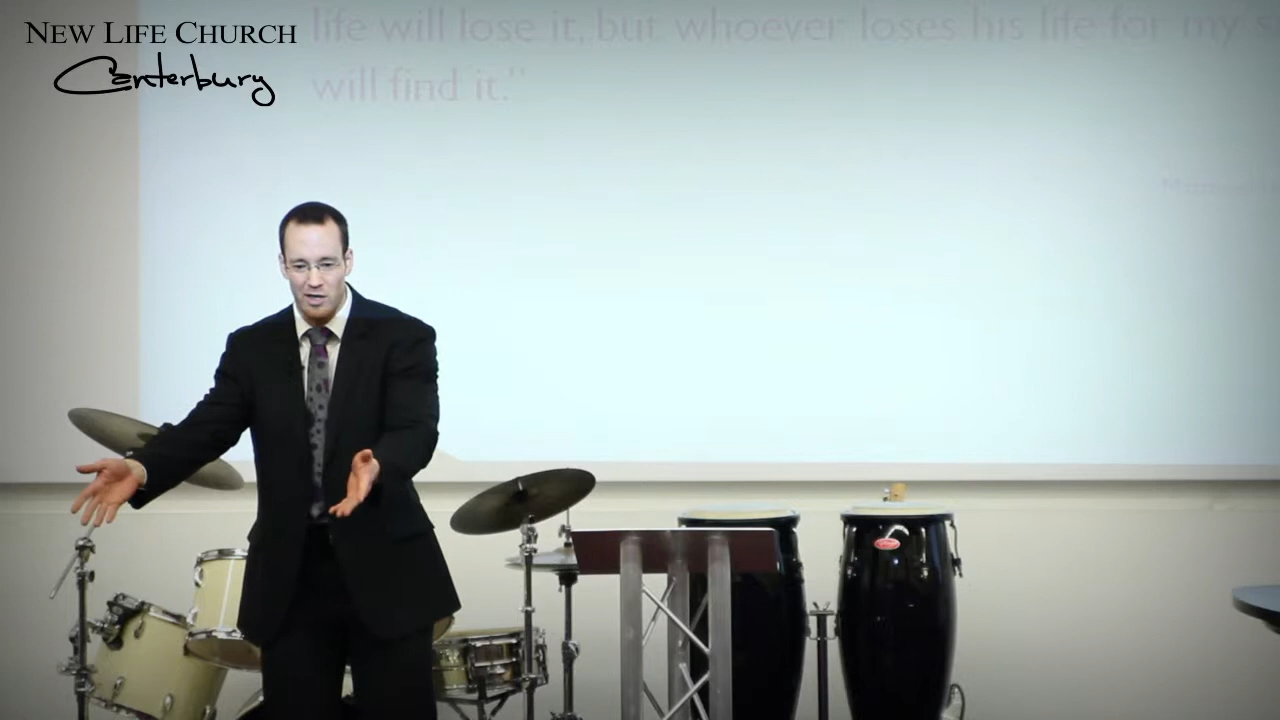 NEW LIFE CHURCH
Canterbury
life will lose it, but whoever loses his life for my
will find it."